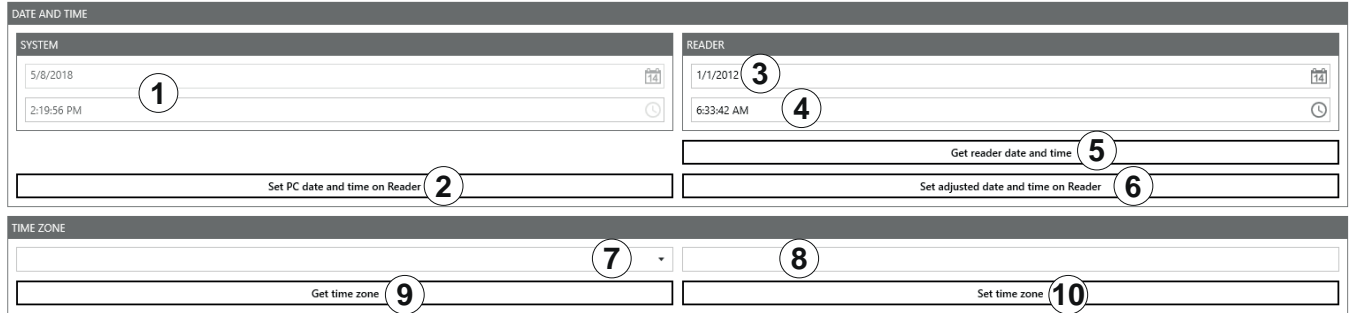 DATE AND TIME
SYSTEM
5/8/2018 14
1
2:19:56 PM
Set PC date and time on Reader 2
READER
1/1/2012 3 14
6:33:42 AM 4
Get reader date and time 5
Set adjusted date and time on Reader 6
TIME ZONE
7
8
Get time zone 9
Set time zone 10